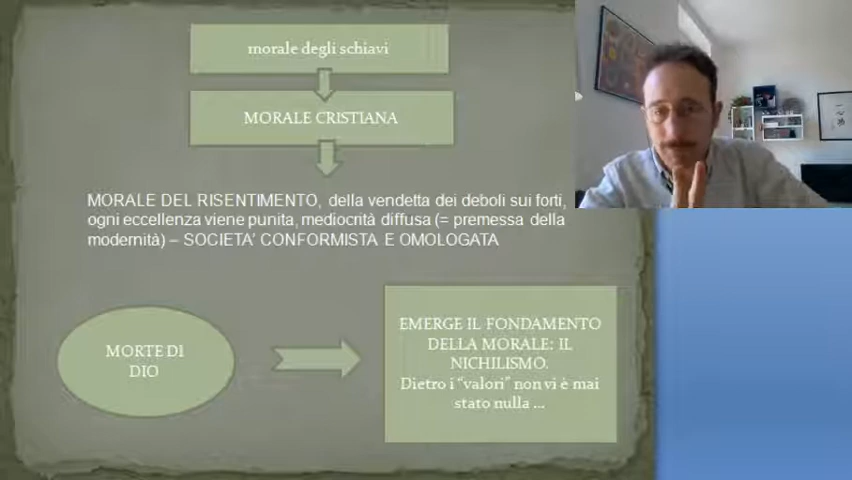 morale degli schiavi
MORALE CRISTIANA
MORALE DEL RISENTIMENTO, della vendetta dei deboli sui forti,
ogni eccellenza viene punita, mediocrità diffusa (= premessa della
modernità) – SOCIETA' CONFORMISTA E OMOLOGATA
MORTE DI
DIO
EMERGE IL FONDAMENTO
DELLA MORALE: IL
NICHILISMO.
Dietro i "valori" non vi è mai
stato nulla ...